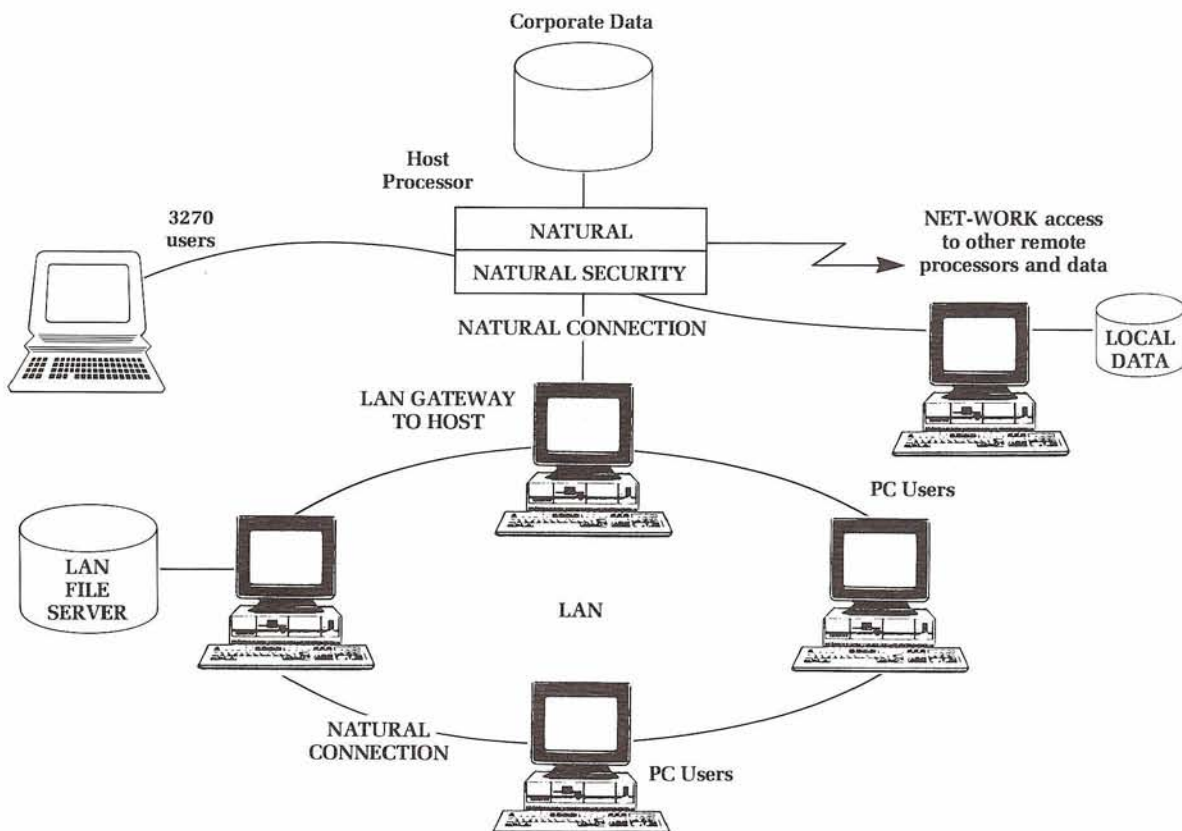 Corporate Data
Host
Processor
3270
users
NATURAL
NATURAL SECURITY
NET-WORK access
to other remote
processors and data
NATURAL CONNECTION
LOCAL
DATA
LAN GATEWAY
TO HOST
PC Users
LAN
FILE
SERVER
LAN
NATURAL
CONNECTION
PC Users